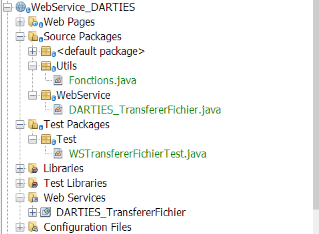 WebService_DARTIES
Web Pages
Source Packages
<default package>
Utils
Fonctions.java
WebService
DARTIES_TransfererFichier.java
Test Packages
Test
WSTransfererFichierTest.java
Libraries
Test Libraries
Web Services
DARTIES_TransfererFichier
Configuration Files